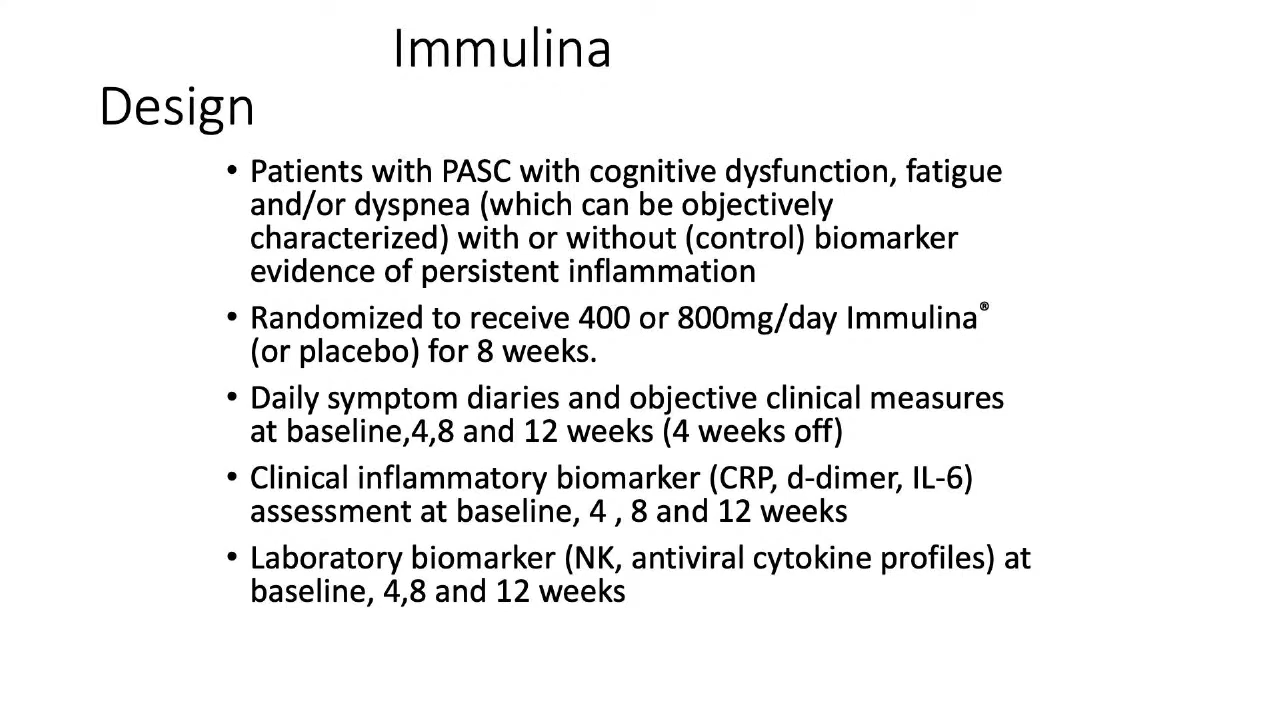 Immulina
Design
• Patients with PASC with cognitive dysfunction, fatigue
and/or dyspnea (which can be objectively
characterized) with or without (control) biomarker
evidence of persistent inflammation
• Randomized to receive 400 or 800mg/day Immulina®
(or placebo) for 8 weeks.
• Daily symptom diaries and objective clinical measures
at baseline,4,8 and 12 weeks (4 weeks off)
• Clinical inflammatory biomarker (CRP, d-dimer, IL-6)
assessment at baseline, 4 , 8 and 12 weeks
• Laboratory biomarker (NK, antiviral cytokine profiles) at
baseline, 4,8 and 12 weeks